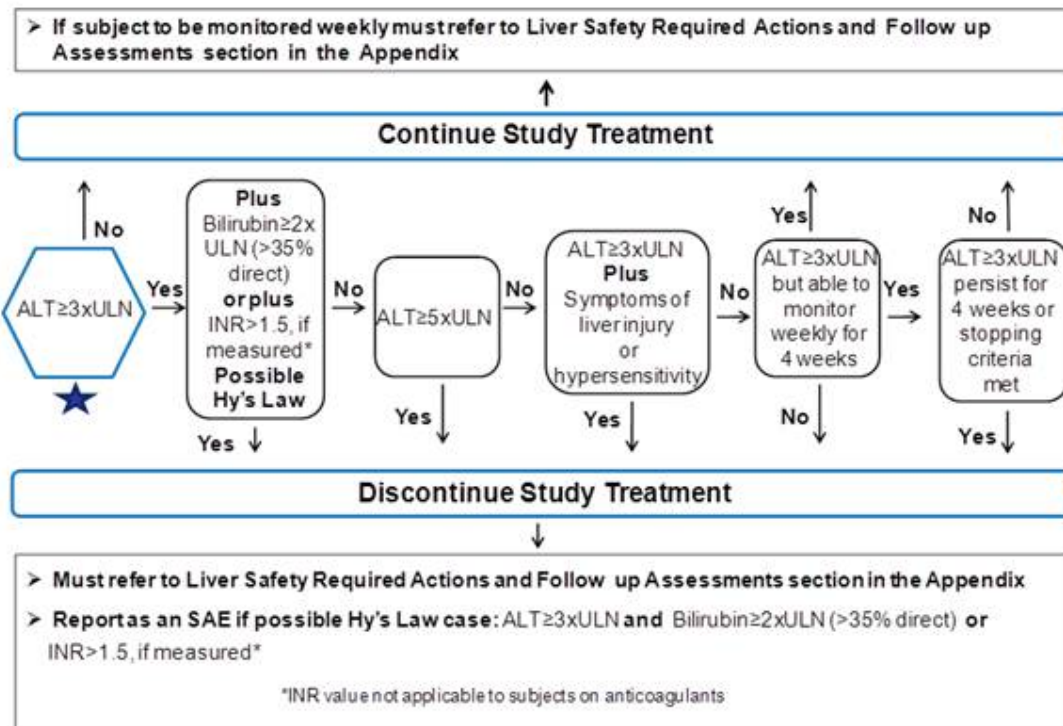 ➢ If subject to be monitored weekly must refer to Liver Safety Required Actions and Follow up
Assessments section in the Appendix
Continue Study Treatment
No
ALT≥3xULN
Yes
Plus
Bilirubin≥2x
ULN (>35%
direct)
or plus
INR>1.5, if
measured*
Possible
Hy's Law
Yes
No
ALT≥5xULN
Yes
No
ALT≥3xULN
Plus
Symptoms of
liver injury
or
hypersensitivity
Yes
No
Yes
ALT≥3xULN
but able to
monitor
weekly for
4 weeks
No
Yes
No
ALT≥3xULN
persist for
4 weeks or
stopping
criteria
met
Yes
Discontinue Study Treatment
➢ Must refer to Liver Safety Required Actions and Follow up Assessments section in the Appendix
➢ Report as an SAE if possible Hy's Law case: ALT≥3xULN and Bilirubin≥2xULN (>35% direct) or
INR>1.5, if measured*
*INR value not applicable to subjects on anticoagulants